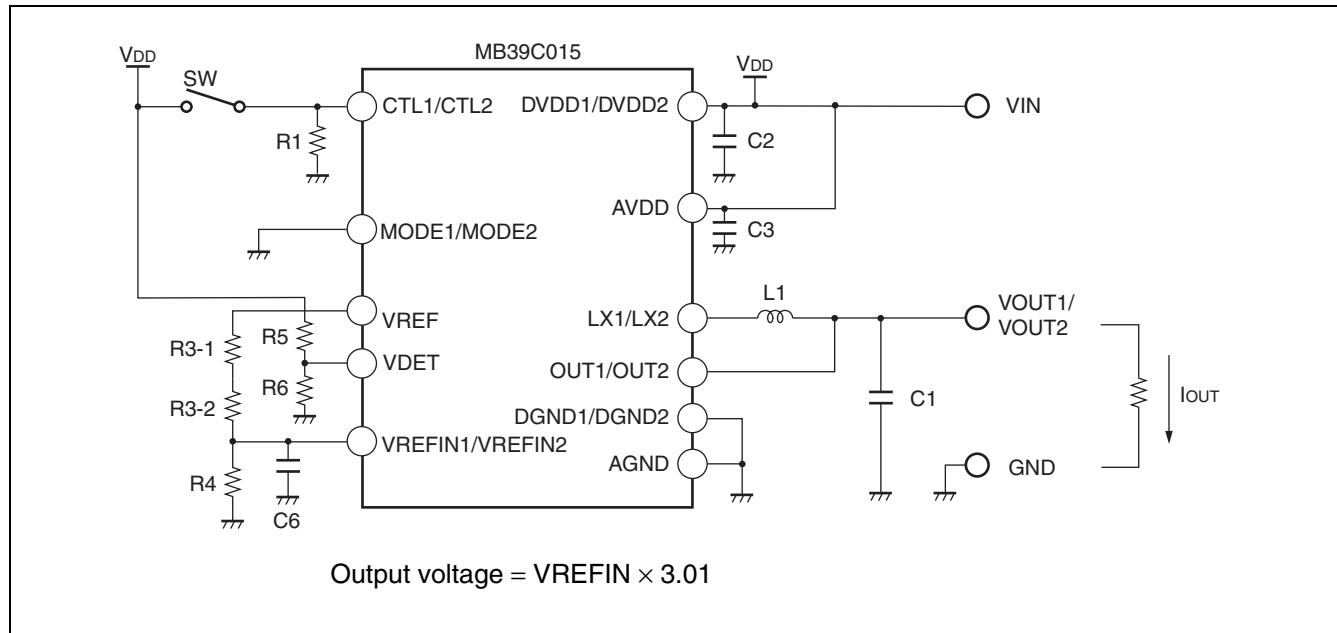 MB39C015
VDD
SW
CTL1/CTL2
R1
MODE1/MODE2
VREF
R3-1
R5
VDET
R6
R3-2
VREFIN1/VREFIN2
R4
C6
DVDD1/DVDD2
VDD
VIN
C2
AVDD
C3
LX1/LX2
L1
VOUT1/
VOUT2
OUT1/OUT2
C1
IOUT
DGND1/DGND2
AGND
GND
Output voltage = VREFIN × 3.01